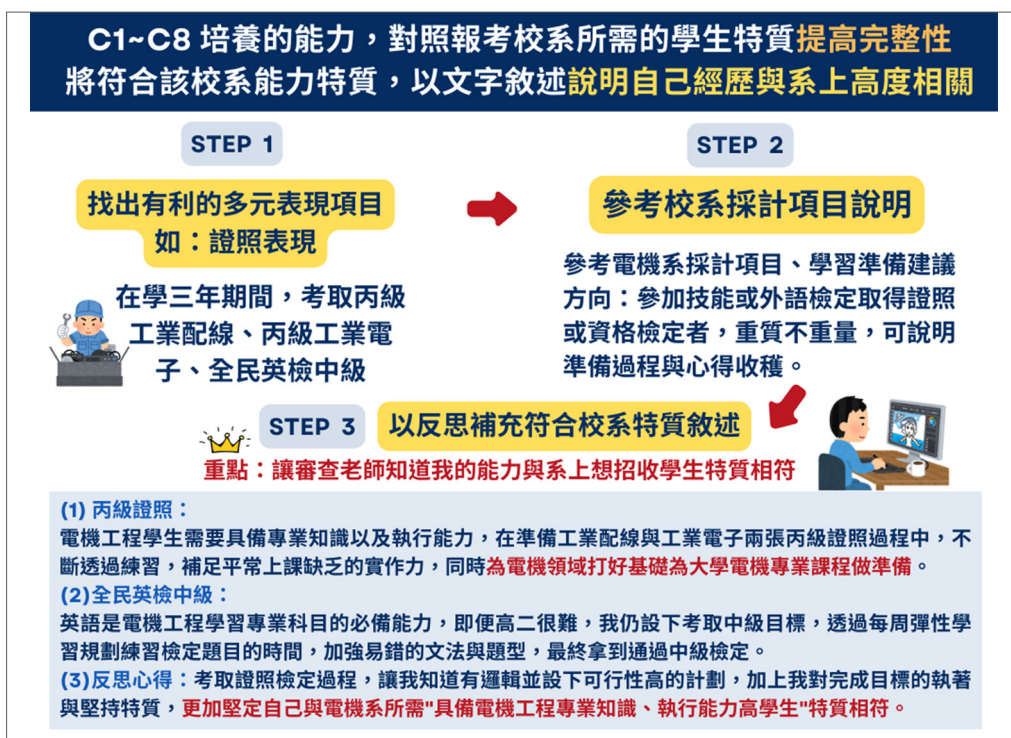 C1~C8 培養的能力，對照報考校系所需的學生特質提高完整性
將符合該校系能力特質，以文字敘述說明自己經歷與系上高度相關
STEP 1
找出有利的多元表現項目
如：證照表現
在學三年期間，考取丙級
工業配線、丙級工業電
子、全民英檢中級
STEP 2
參考校系採計項目說明
參考電機系採計項目、學習準備建議
方向：參加技能或外語檢定取得證照
或資格檢定者，重質不重量，可說明
準備過程與心得收穫。
STEP 3 以反思補充符合校系特質敘述
重點：讓審查老師知道我的能力與系上想招收學生特質相符
(1) 丙級證照：
電機工程學生需要具備專業知識以及執行能力，在準備工業配線與工業電子兩張丙級證照過程中，不
斷透過練習，補足平常上課缺乏的實作力，同時為電機領域打好基礎為大學電機專業課程做準備。
(2)全民英檢中級：
英語是電機工程學習專業科目的必備能力，即便高二很難，我仍設下考取中級目標，透過每周彈性學
習規劃練習檢定題目的時間，加強易錯的文法與題型，最終拿到通過中級檢定。
(3)反思心得：考取證照檢定過程，讓我知道有邏輯並設下可行性高的計劃，加上我對完成目標的執著
與堅持特質，更加堅定自己與電機系所需"具備電機工程專業知識、執行能力高學生"特質相符。